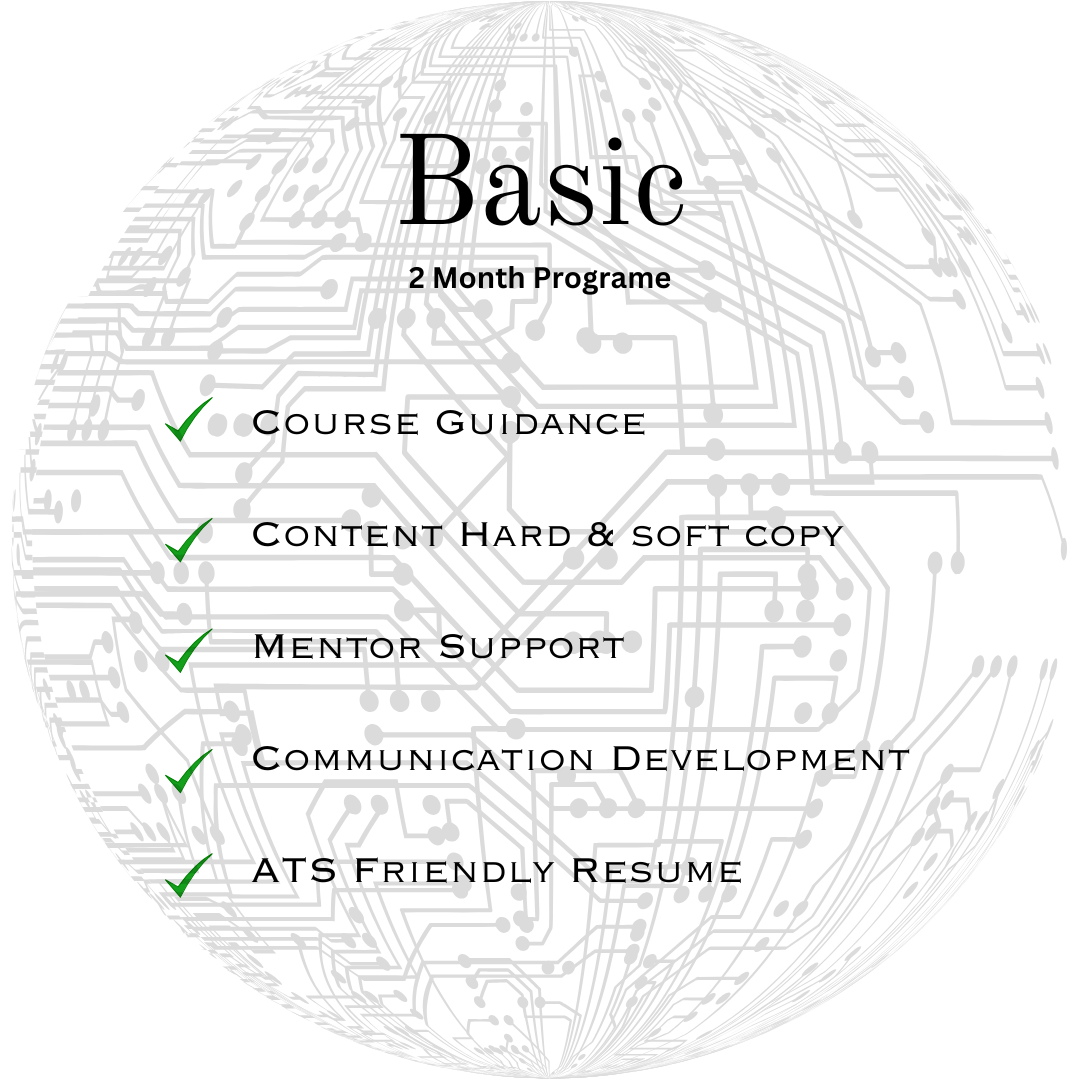 Basic
2 Month Programe
Course Guidance
Content Hard & soft copy
Mentor Support
Communication Development
ATS Friendly Resume